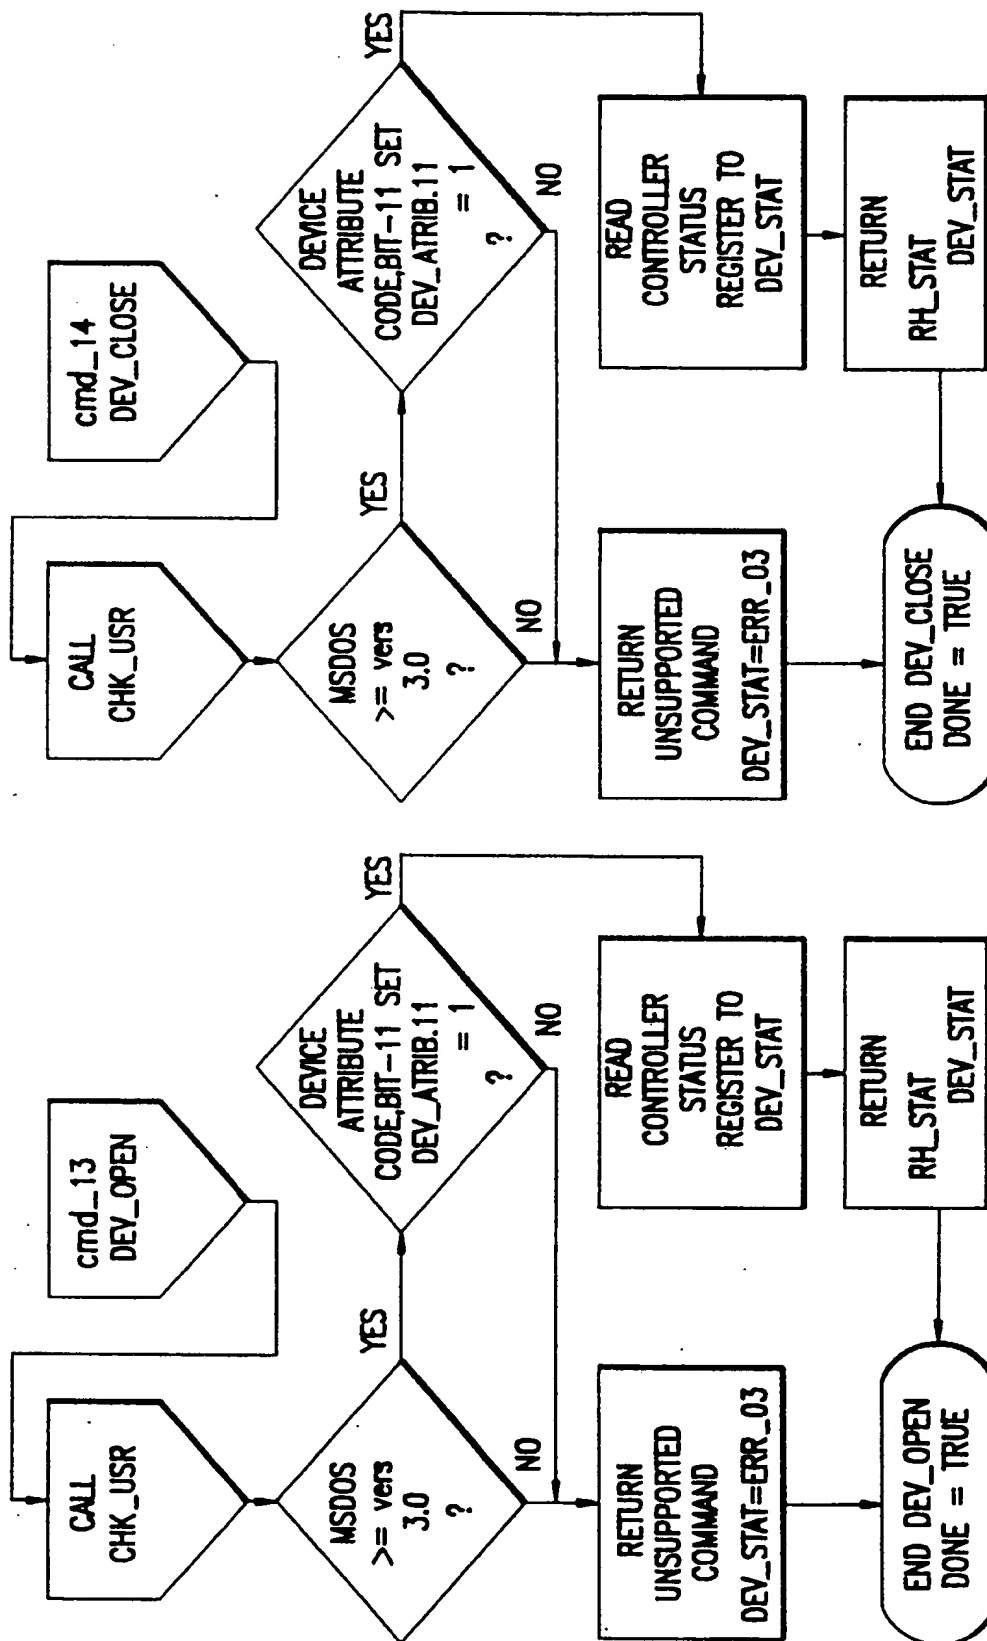 cmd_13
DEV_OPEN
CALL
CHK_USR
MSDOS
>= vers
3.0
?
YES
NO
DEVICE
ATTRIBUTE
CODE,BIT-11 SET
DEV_ATRIB.11
= 1
?
YES
NO
RETURN
UNSUPPORTED
COMMAND
DEV_STAT=ERR_03
READ
CONTROLLER
STATUS
REGISTER TO
DEV_STAT
RETURN
RH_STAT
DEV_STAT
END DEV_OPEN
DONE = TRUE
cmd_14
DEV_CLOSE
CALL
CHK_USR
MSDOS
>= vers
3.0
?
YES
NO
DEVICE
ATTRIBUTE
CODE,BIT-11 SET
DEV_ATRIB.11
= 1
?
YES
NO
RETURN
UNSUPPORTED
COMMAND
DEV_STAT=ERR_03
READ
CONTROLLER
STATUS
REGISTER TO
DEV_STAT
RETURN
RH_STAT
DEV_STAT
END DEV_CLOSE
DONE = TRUE